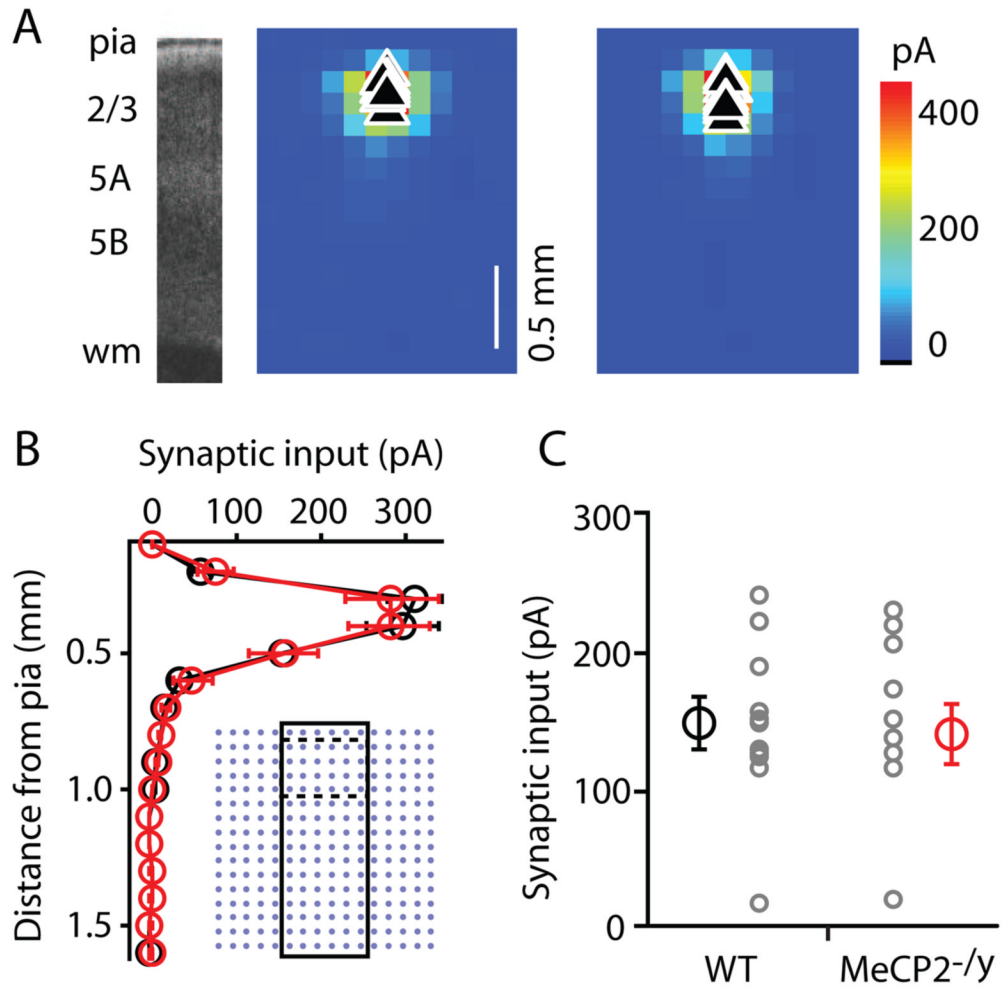 A
pia
2/3
5A
5B
wm
0.5 mm
pA
400
200
0
B
Synaptic input (pA)
0 100 200 300
Distance from pia (mm)
0.5
1.0
1.5
C
Synaptic input (pA)
300
200
100
0
WT MeCP2-/y